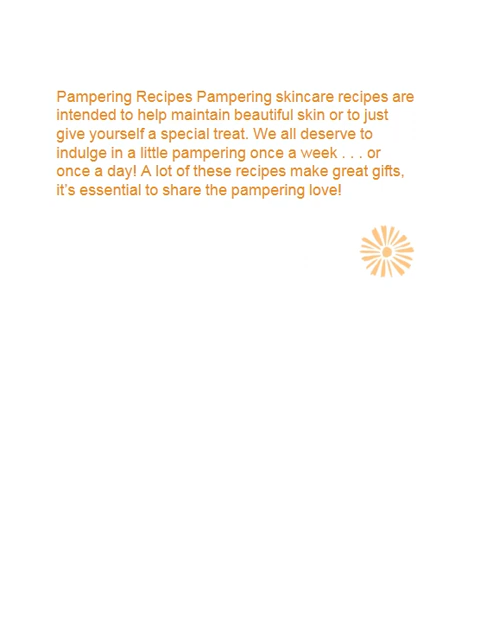 Pampering Recipes Pampering skincare recipes are
intended to help maintain beautiful skin or to just
give yourself a special treat. We all deserve to
indulge in a little pampering once a week . . . or
once a day! A lot of these recipes make great gifts,
it’s essential to share the pampering love!